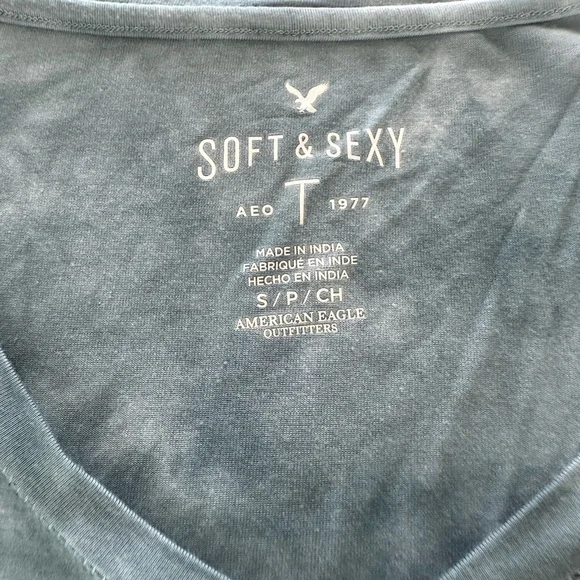 SOFT & SEXY
AEO T 1977
MADE IN INDIA
FABRIQUÉ EN INDE
HECHO EN INDIA
S / P / CH
AMERICAN EAGLE
OUTFITTERS